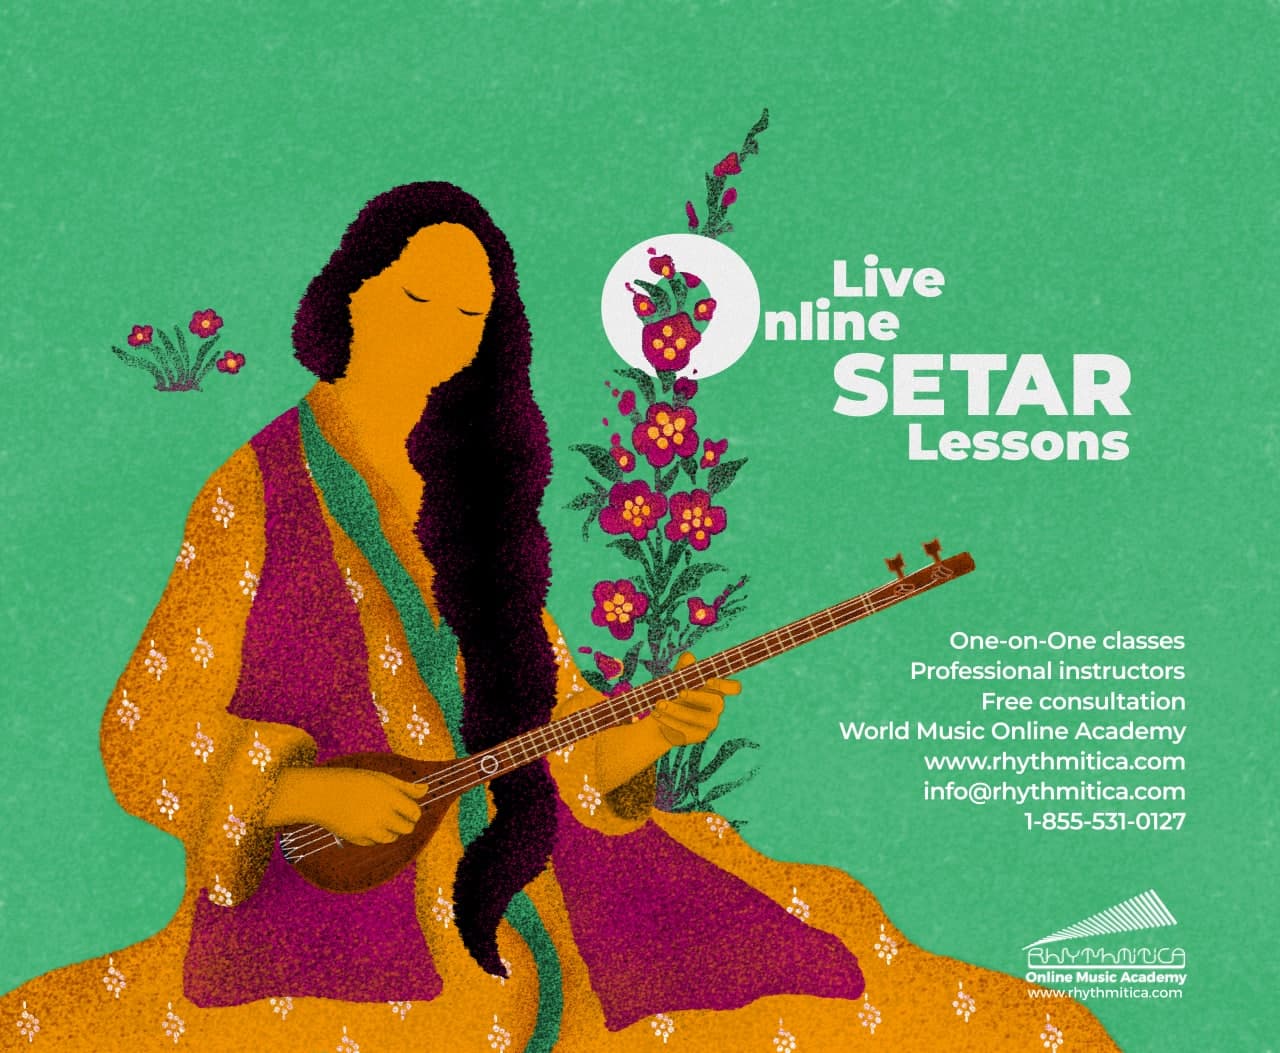 Live
Online
SETAR
Lessons
One-on-One classes
Professional instructors
Free consultation
World Music Online Academy
www.rhythmitica.com
info@rhythmitica.com
1-855-531-0127
RHYTHMITICA
Online Music Academy
www.rhythmitica.com